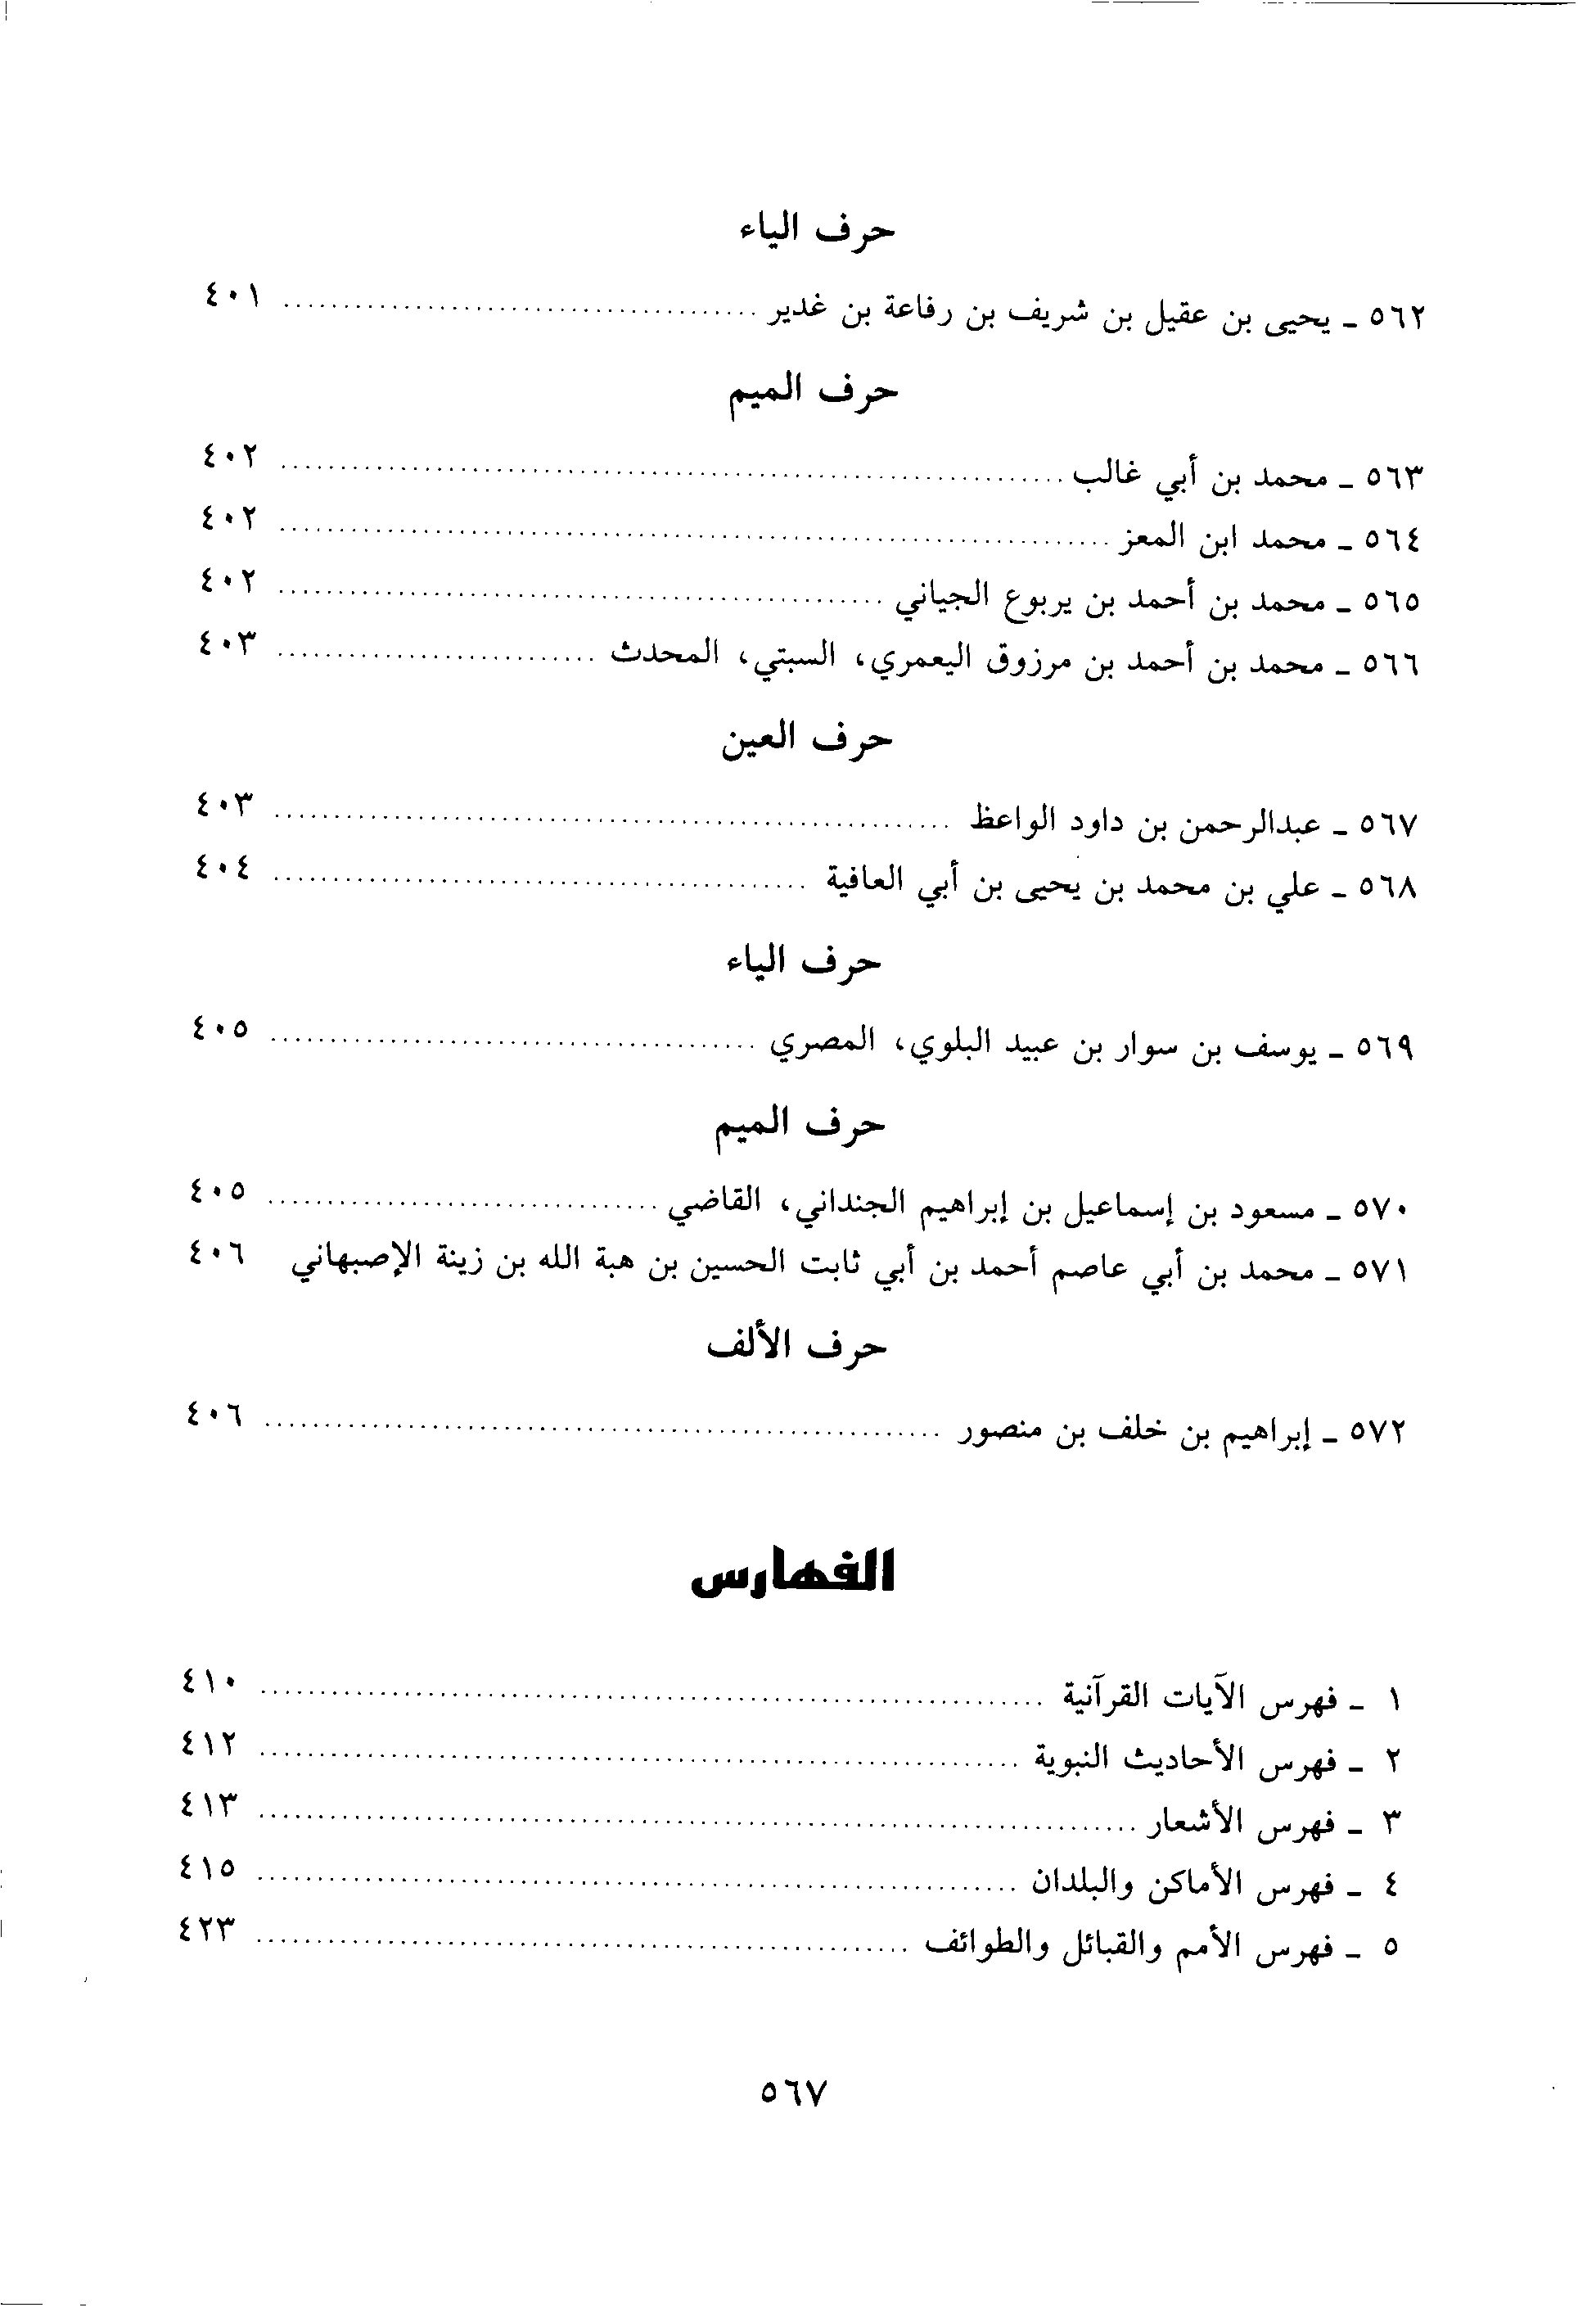 حرف الياء
٥٦٢ ـ يحيى بن عقيل بن شريف بن رفاعة بن غدير ........ ٤٠١
حرف الميم
٥٦٣ ـ محمد بن أبي غالب ........ ٤٠٢
٥٦٤ ـ محمد ابن المعز ........ ٤٠٢
٥٦٥ ـ محمد بن أحمد بن يربوع الجياني ........ ٤٠٢
٥٦٦ ـ محمد بن أحمد بن مرزوق اليعمري، السبتي، المحدث ........ ٤٠٣
حرف العين
٥٦٧ ـ عبدالرحمن بن داود الواعظ ........ ٤٠٣
٥٦٨ ـ علي بن محمد بن يحيى بن أبي العافية ........ ٤٠٤
حرف الياء
٥٦٩ ـ يوسف بن سوار بن عبيد البلوي، المصري ........ ٤٠٥
حرف الميم
٥٧٠ ـ مسعود بن إسماعيل بن إبراهيم الجنداني، القاضي ........ ٤٠٥
٥٧١ ـ محمد بن أبي عاصم أحمد بن أبي ثابت الحسين بن هبة الله بن زينة الإصبهاني ٤٠٦
حرف الألف
٥٧٢ ـ إبراهيم بن خلف بن منصور ........ ٤٠٦
الفهارس
١ ـ فهرس الآيات القرآنية ........ ٤١٠
٢ ـ فهرس الأحاديث النبوية ........ ٤١٢
٣ ـ فهرس الأشعار ........ ٤١٣
٤ ـ فهرس الأماكن والبلدان ........ ٤١٥
٥ ـ فهرس الأمم والقبائل والطوائف ........ ٤٢٣
٥٦٧